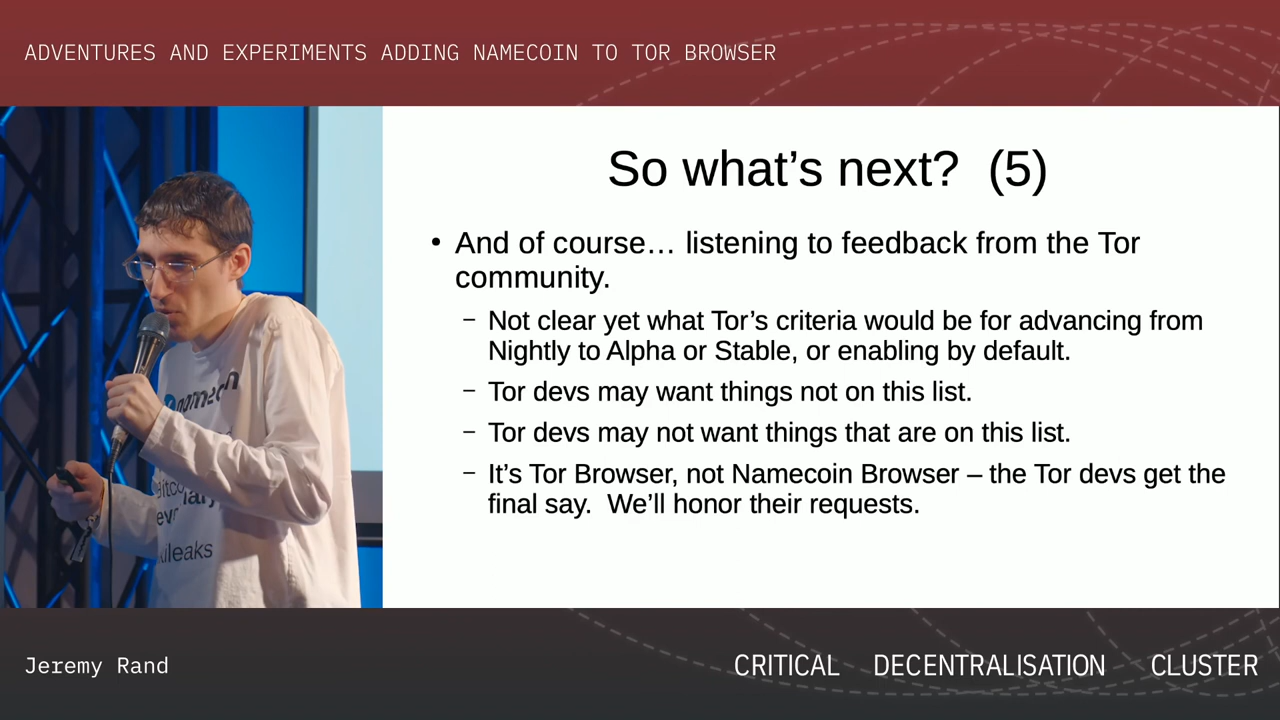 ADVENTURES AND EXPERIMENTS ADDING NAMECOIN TO TOR BROWSER
So what’s next?  (5)
• And of course… listening to feedback from the Tor
community.
– Not clear yet what Tor’s criteria would be for advancing from
Nightly to Alpha or Stable, or enabling by default.
– Tor devs may want things not on this list.
– Tor devs may not want things that are on this list.
– It’s Tor Browser, not Namecoin Browser – the Tor devs get the
final say.  We’ll honor their requests.
Jeremy Rand
CRITICAL DECENTRALISATION CLUSTER